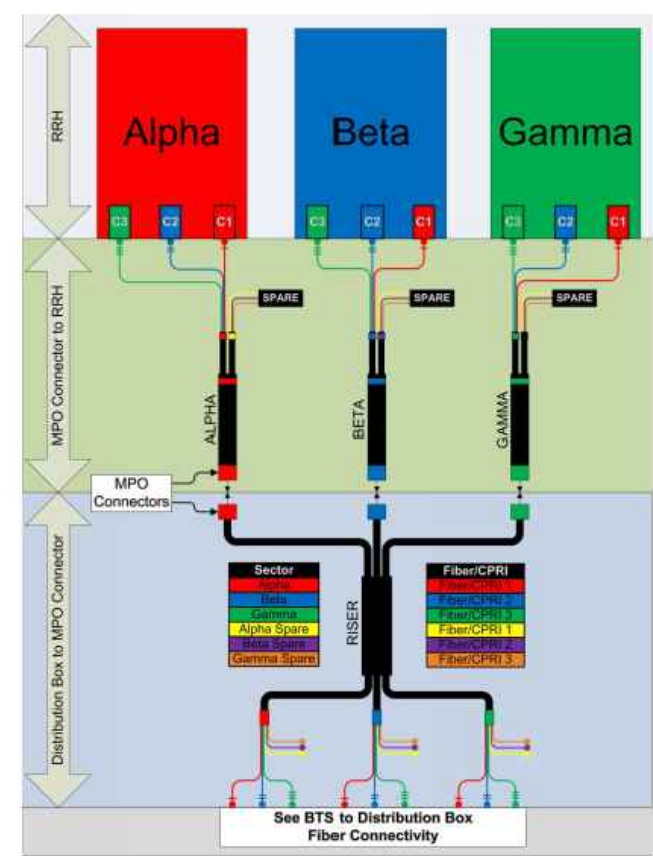 RRH
Alpha
Beta
Gamma
C3
C2
C1
C3
C2
C1
C3
C2
C1
MPO Connector to RRH
SPARE
SPARE
SPARE
ALPHA
BETA
GAMMA
MPO
Connectors
Distribution Box to MPO Connector
Sector
Alpha
Beta
Gamma
Alpha Spare
Beta Spare
Gamma Spare
RISER
Fiber/CPRI
Fiber/CPRI 1
Fiber/CPRI 2
Fiber/CPRI 3
Fiber/CPRI 1
Fiber/CPRI 2
Fiber/CPRI 3
See BTS to Distribution Box
Fiber Connectivity